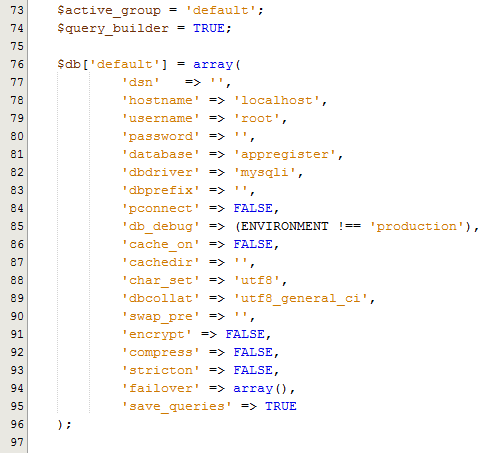 73 $active_group = 'default';
74 $query_builder = TRUE;
75
76 $db['default'] = array(
77 'dsn'   => '',
78 'hostname' => 'localhost',
79 'username' => 'root',
80 'password' => '',
81 'database' => 'appregister',
82 'dbdriver' => 'mysqli',
83 'dbprefix' => '',
84 'pconnect' => FALSE,
85 'db_debug' => (ENVIRONMENT !== 'production'),
86 'cache_on' => FALSE,
87 'cachedir' => '',
88 'char_set' => 'utf8',
89 'dbcollat' => 'utf8_general_ci',
90 'swap_pre' => '',
91 'encrypt' => FALSE,
92 'compress' => FALSE,
93 'stricton' => FALSE,
94 'failover' => array(),
95 'save_queries' => TRUE
96 );
97